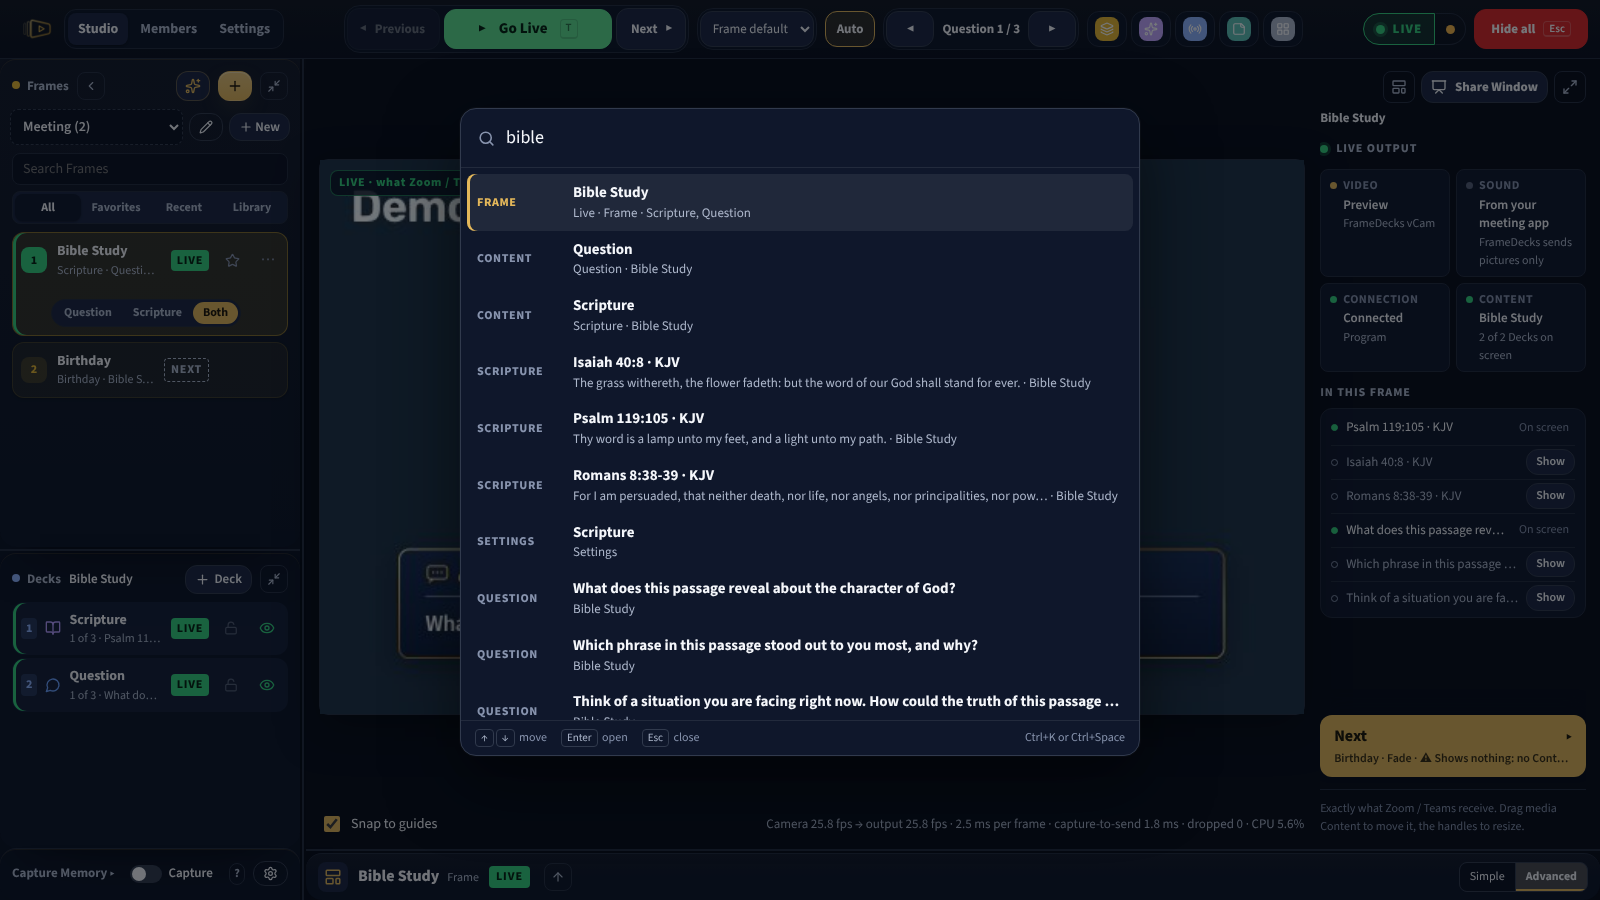 Studio
Members
Settings
Previous
Go Live
T
Next
Frame default
Auto
Question 1 / 3
LIVE
Hide all
Esc
Frames
Meeting (2)
New
Search Frames
All
Favorites
Recent
Library
1
Bible Study
Scripture · Questi...
LIVE
Question
Scripture
Both
2
Birthday
Birthday · Bible S...
NEXT
Decks
Bible Study
+ Deck
1
Scripture
1 of 3 · Psalm 11...
LIVE
2
Question
1 of 3 · What do...
LIVE
Capture Memory
Capture
?
LIVE · what Zoom / T
Demo
bible
FRAME
Bible Study
Live · Frame · Scripture, Question
CONTENT
Question
Question · Bible Study
CONTENT
Scripture
Scripture · Bible Study
SCRIPTURE
Isaiah 40:8 · KJV
The grass withereth, the flower fadeth: but the word of our God shall stand for ever. · Bible Study
SCRIPTURE
Psalm 119:105 · KJV
Thy word is a lamp unto my feet, and a light unto my path. · Bible Study
SCRIPTURE
Romans 8:38-39 · KJV
For I am persuaded, that neither death, nor life, nor angels, nor principalities, nor pow... · Bible Study
SETTINGS
Scripture
Settings
QUESTION
What does this passage reveal about the character of God?
Bible Study
QUESTION
Which phrase in this passage stood out to you most, and why?
Bible Study
QUESTION
Think of a situation you are facing right now. How could the truth of this passage ...
↑ ↓ move Enter open Esc close
Ctrl+K or Ctrl+Space
Snap to guides
Camera 25.8 fps → output 25.8 fps · 2.5 ms per frame · capture-to-send 1.8 ms · dropped 0 · CPU 5.6%
Bible Study
Frame
LIVE
Simple
Advanced
Share Window
Bible Study
LIVE OUTPUT
VIDEO
Preview
FrameDecks vCam
SOUND
From your
meeting app
FrameDecks sends
pictures only
CONNECTION
Connected
Program
CONTENT
Bible Study
2 of 2 Decks on
screen
IN THIS FRAME
Psalm 119:105 · KJV
On screen
Isaiah 40:8 · KJV
Show
Romans 8:38-39 · KJV
Show
What does this passage rev...
On screen
Which phrase in this passage ...
Show
Think of a situation you are fa...
Show
Next
Birthday · Fade · ⚠ Shows nothing: no Cont...
Exactly what Zoom / Teams receive. Drag media
Content to move it, the handles to resize.